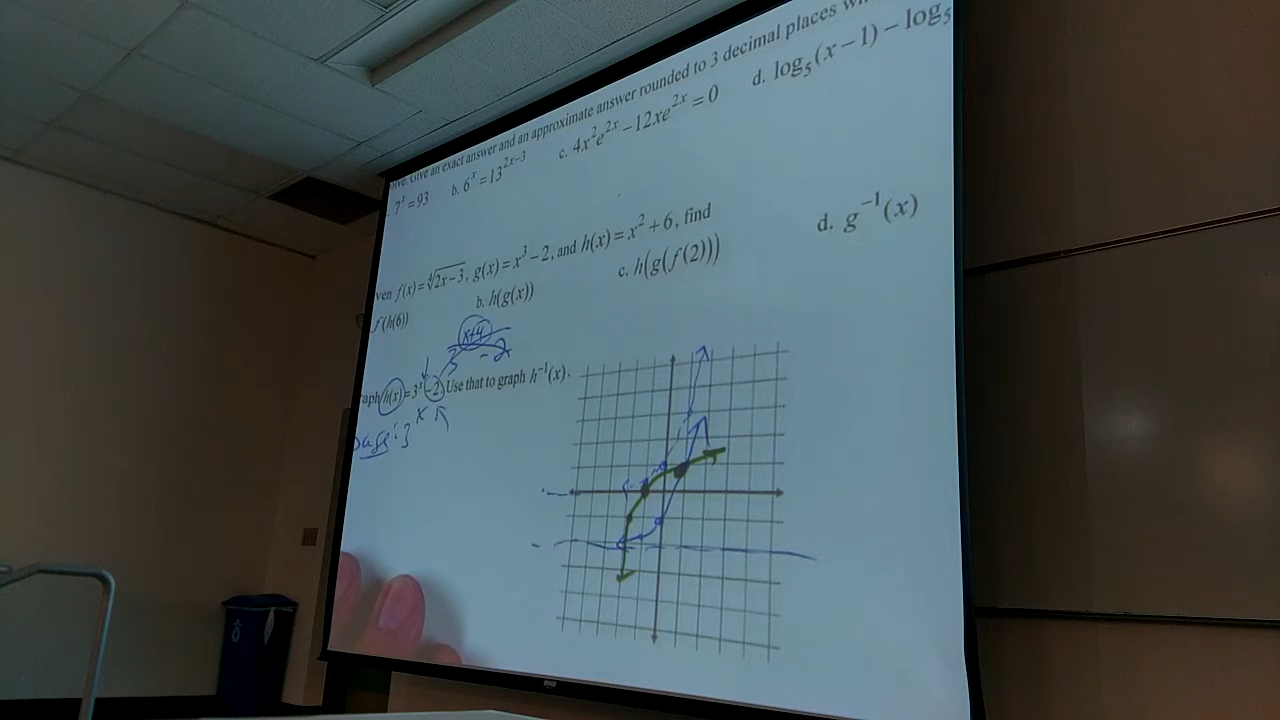 Give an exact answer and an approximate answer rounded to 3 decimal places
7ˣ = 93 b. 6ˣ = 13²ˣ⁻³ c. 4x²e²ˣ − 12xe²ˣ = 0 d. log₅(x − 1) − log₅
f(x) = ∜(2x − 3), g(x) = x³ − 2, and h(x) = x² + 6, find
f(h(6)) b. h(g(x)) c. h(g(f(2))) d. g⁻¹(x)
x+4
3 −2
h(x) = 3ˣ − 2. Use that to graph h⁻¹(x).
x
: 3